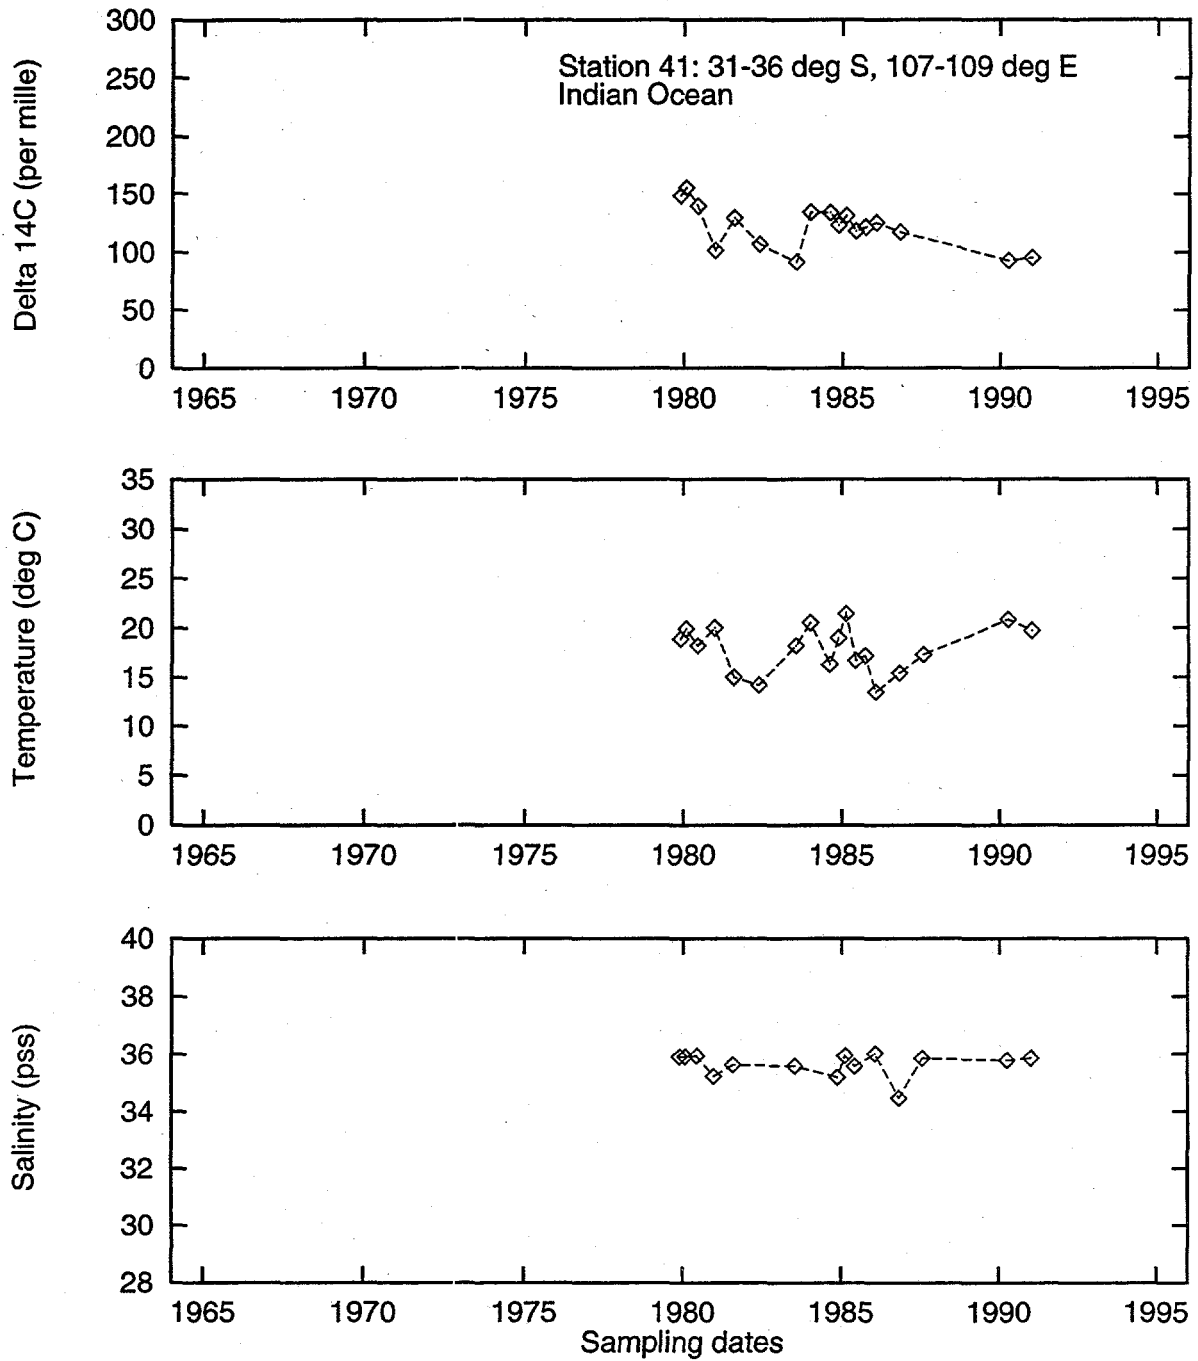 300
250
200
150
100
50
0
Delta 14C (per mille)
Station 41: 31-36 deg S, 107-109 deg E
Indian Ocean
1965 1970 1975 1980 1985 1990 1995
35
30
25
20
15
10
5
0
Temperature (deg C)
1965 1970 1975 1980 1985 1990 1995
40
38
36
34
32
30
28
Salinity (pss)
1965 1970 1975 1980 1985 1990 1995
Sampling dates